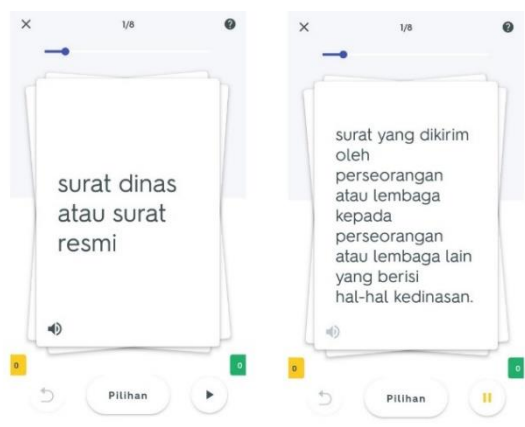 1/8
surat dinas
atau surat
resmi
0
0
Pilihan
1/8
surat yang dikirim
oleh
perseorangan
atau lembaga
kepada
perseorangan
atau lembaga lain
yang berisi
hal-hal kedinasan.
0
0
Pilihan